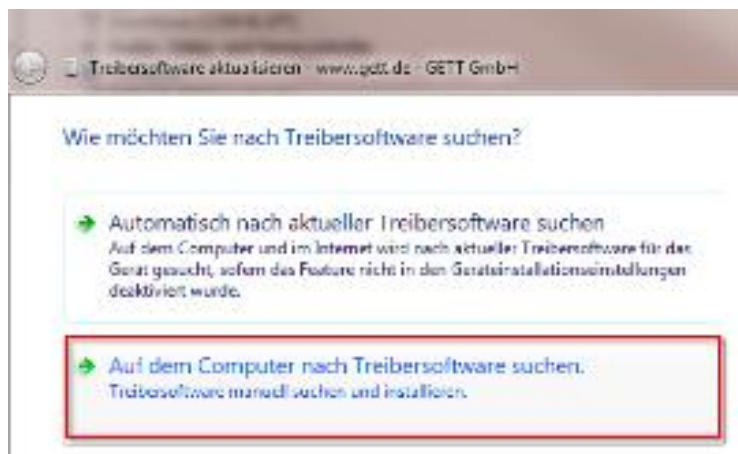 Treibersoftware aktualisieren - www.gett.de - GETT GmbH
Wie möchten Sie nach Treibersoftware suchen?
Automatisch nach aktueller Treibersoftware suchen
Auf dem Computer und im Internet wird nach aktueller Treibersoftware für das
Gerät gesucht, sofern das Feature nicht in den Geräteinstallationseinstellungen
deaktiviert wurde.
Auf dem Computer nach Treibersoftware suchen.
Treibersoftware manuell suchen und installieren.